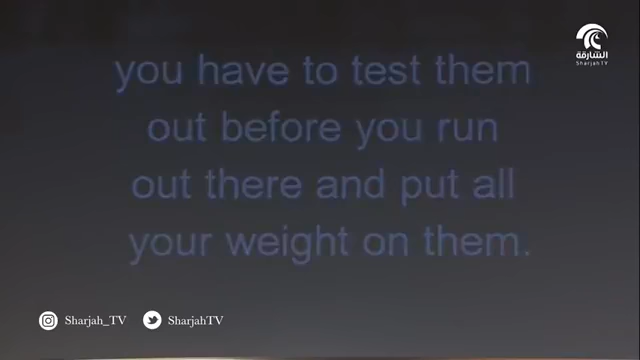 الشارقة
SharjahTV
you have to test them
out before you run
out there and put all
your weight on them.
Sharjah_TV
SharjahTV